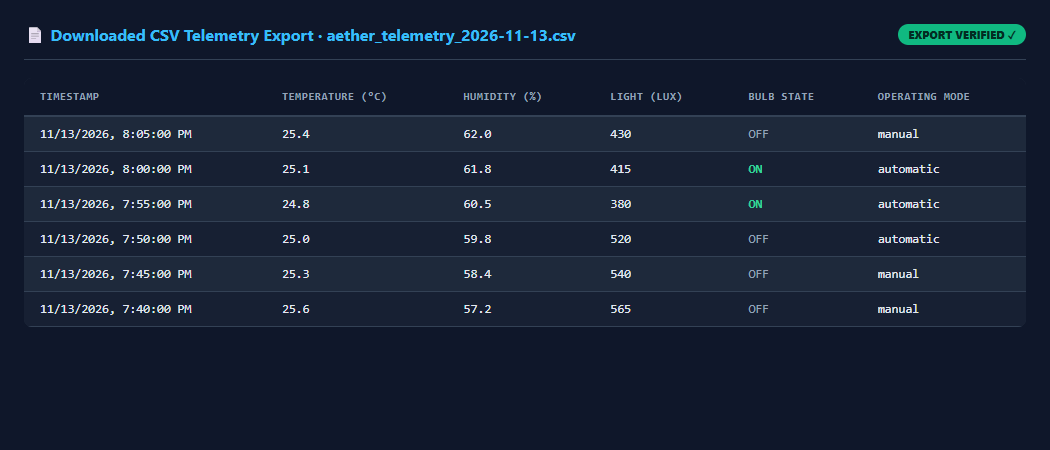 Downloaded CSV Telemetry Export · aether_telemetry_2026-11-13.csv
EXPORT VERIFIED ✓
TIMESTAMP TEMPERATURE (°C) HUMIDITY (%) LIGHT (LUX) BULB STATE OPERATING MODE
11/13/2026, 8:05:00 PM 25.4 62.0 430 OFF manual
11/13/2026, 8:00:00 PM 25.1 61.8 415 ON automatic
11/13/2026, 7:55:00 PM 24.8 60.5 380 ON automatic
11/13/2026, 7:50:00 PM 25.0 59.8 520 OFF automatic
11/13/2026, 7:45:00 PM 25.3 58.4 540 OFF manual
11/13/2026, 7:40:00 PM 25.6 57.2 565 OFF manual